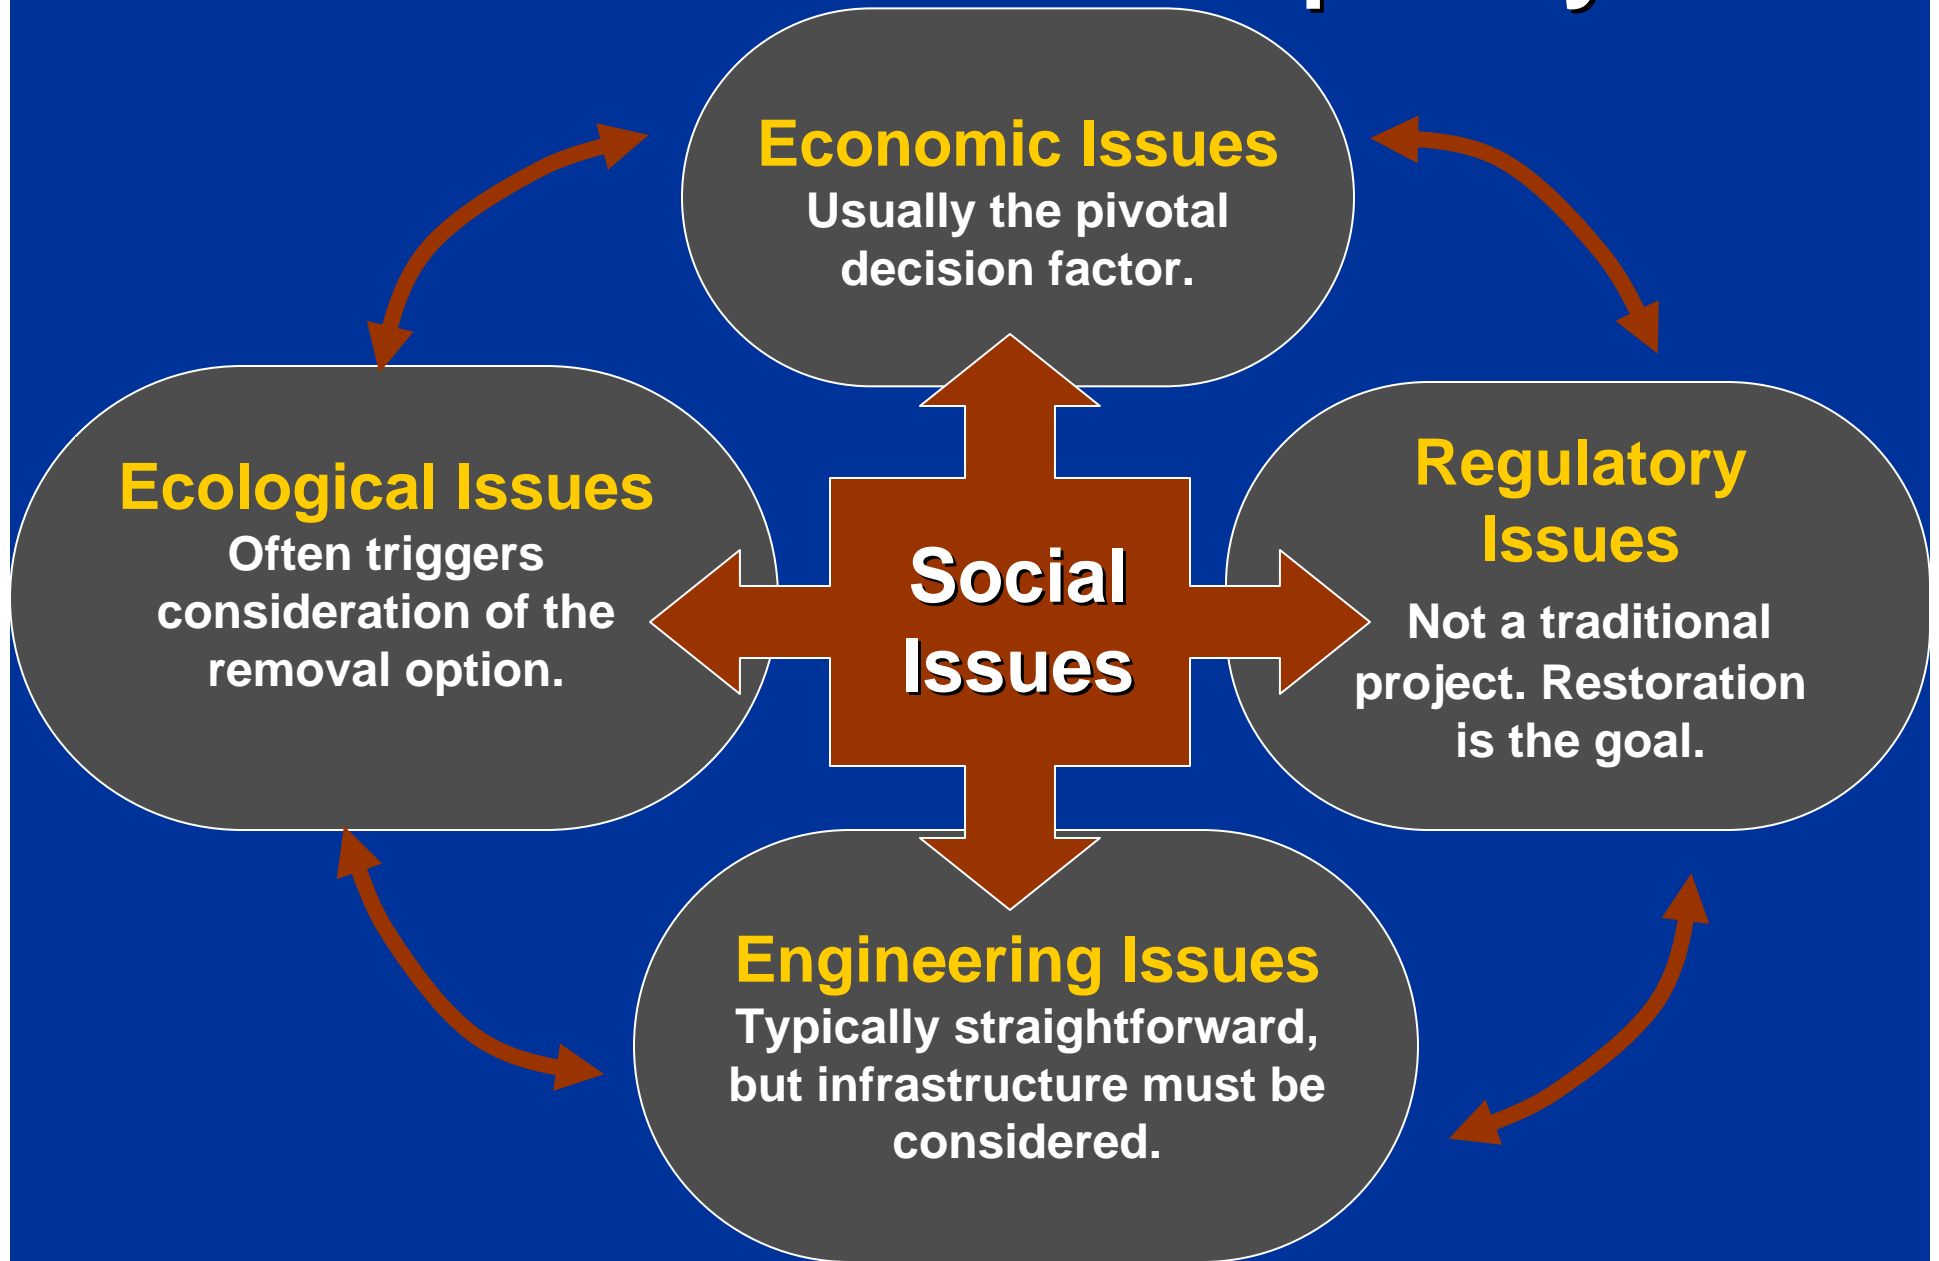 Economic Issues
Usually the pivotal
decision factor.
Ecological Issues
Often triggers
consideration of the
removal option.
Social
Issues
Regulatory
Issues
Not a traditional
project. Restoration
is the goal.
Engineering Issues
Typically straightforward,
but infrastructure must be
considered.